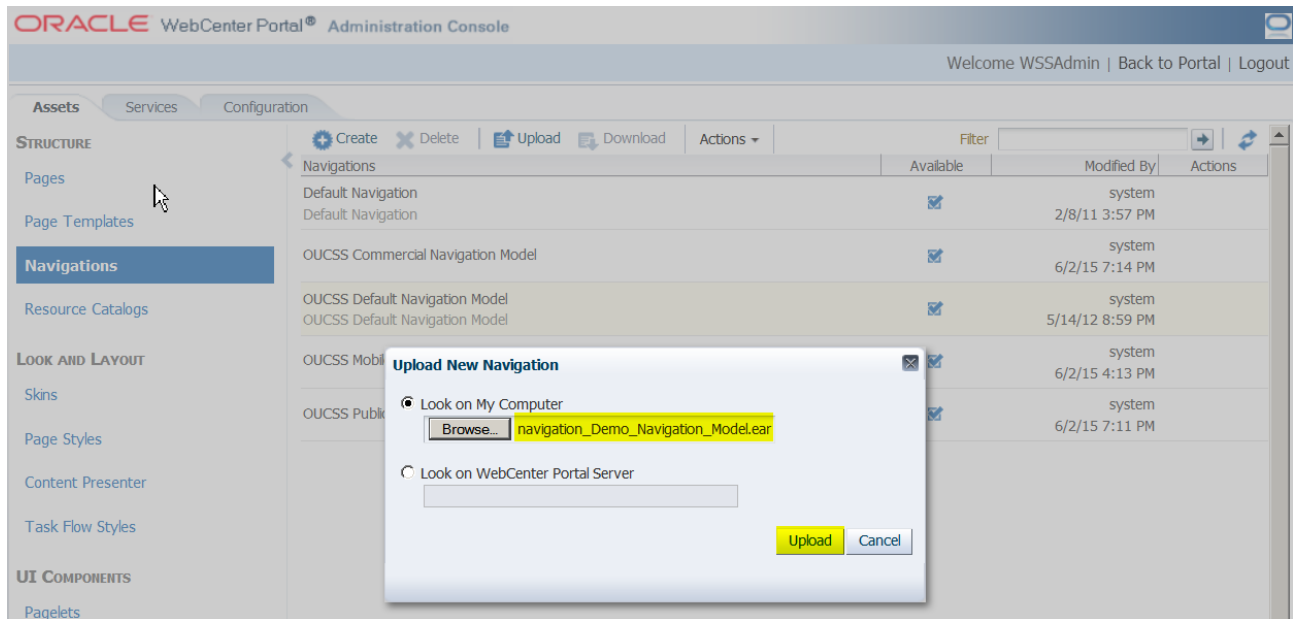 ORACLE WebCenter Portal® Administration Console
Welcome WSSAdmin | Back to Portal | Logout
Assets Services Configuration
STRUCTURE
Pages
Page Templates
Navigations
Resource Catalogs
LOOK AND LAYOUT
Skins
Page Styles
Content Presenter
Task Flow Styles
UI COMPONENTS
Pagelets
Create Delete Upload Download Actions Filter
Navigations Available Modified By Actions
Default Navigation system
Default Navigation 2/8/11 3:57 PM
OUCSS Commercial Navigation Model system
6/2/15 7:14 PM
OUCSS Default Navigation Model system
OUCSS Default Navigation Model 5/14/12 8:59 PM
OUCSS Mobil system
6/2/15 4:13 PM
OUCSS Public system
6/2/15 7:11 PM
Upload New Navigation
Look on My Computer
Browse... navigation_Demo_Navigation_Model.ear
Look on WebCenter Portal Server
Upload Cancel